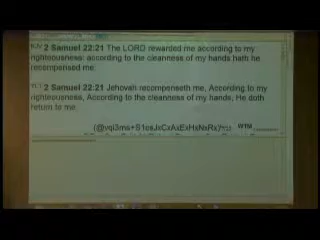 KJV 2 Samuel 22:21 The LORD rewarded me according to my
righteousness: according to the cleanness of my hands hath he
recompensed me.
YLT 2 Samuel 22:21 Jehovah recompenseth me, According to my
righteousness, According to the cleanness of my hands, He doth
return to me.
WTM